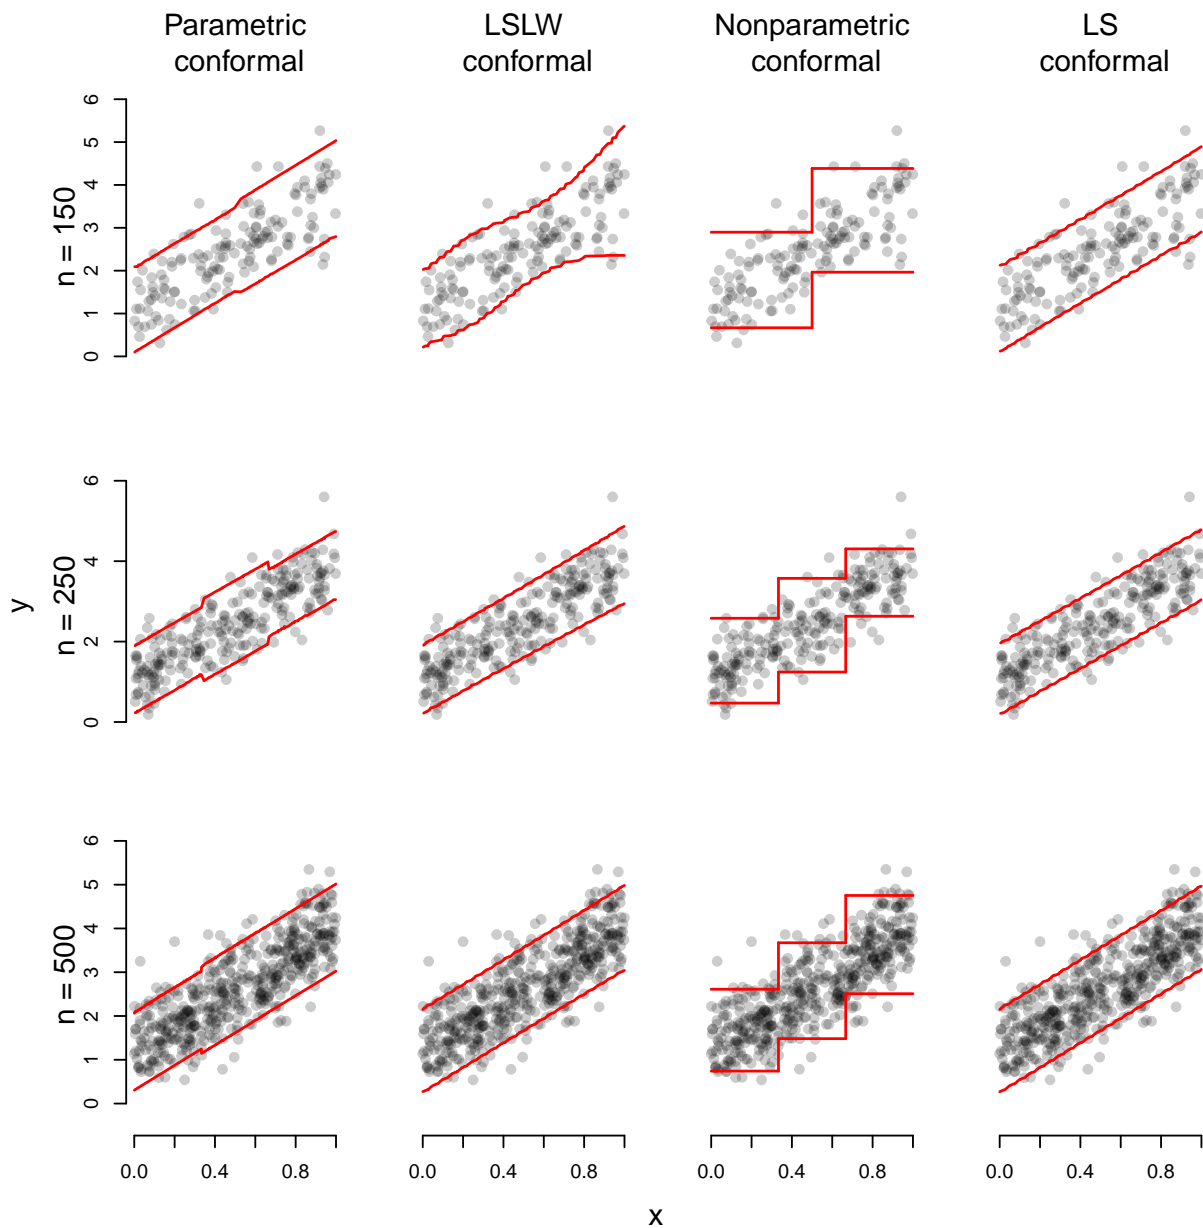 Parametric conformal
LSLW conformal
Nonparametric conformal
LS conformal
n = 150
0 1 2 3 4 5 6
y
n = 250
0 2 4 6
n = 500
0 1 2 3 4 5 6
0.0 0.4 0.8
0.0 0.4 0.8
0.0 0.4 0.8
0.0 0.4 0.8
x